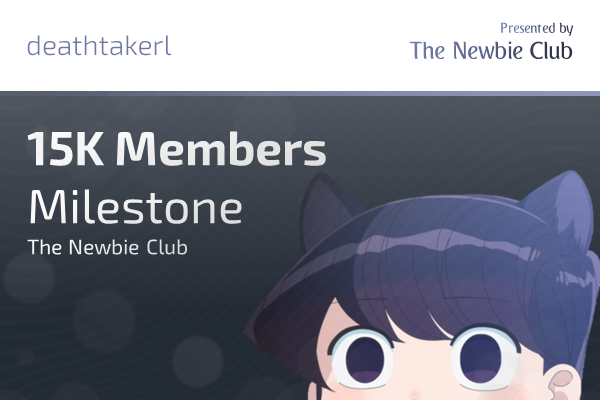 deathtakerl
Presented by
The Newbie Club
15K Members
Milestone
The Newbie Club